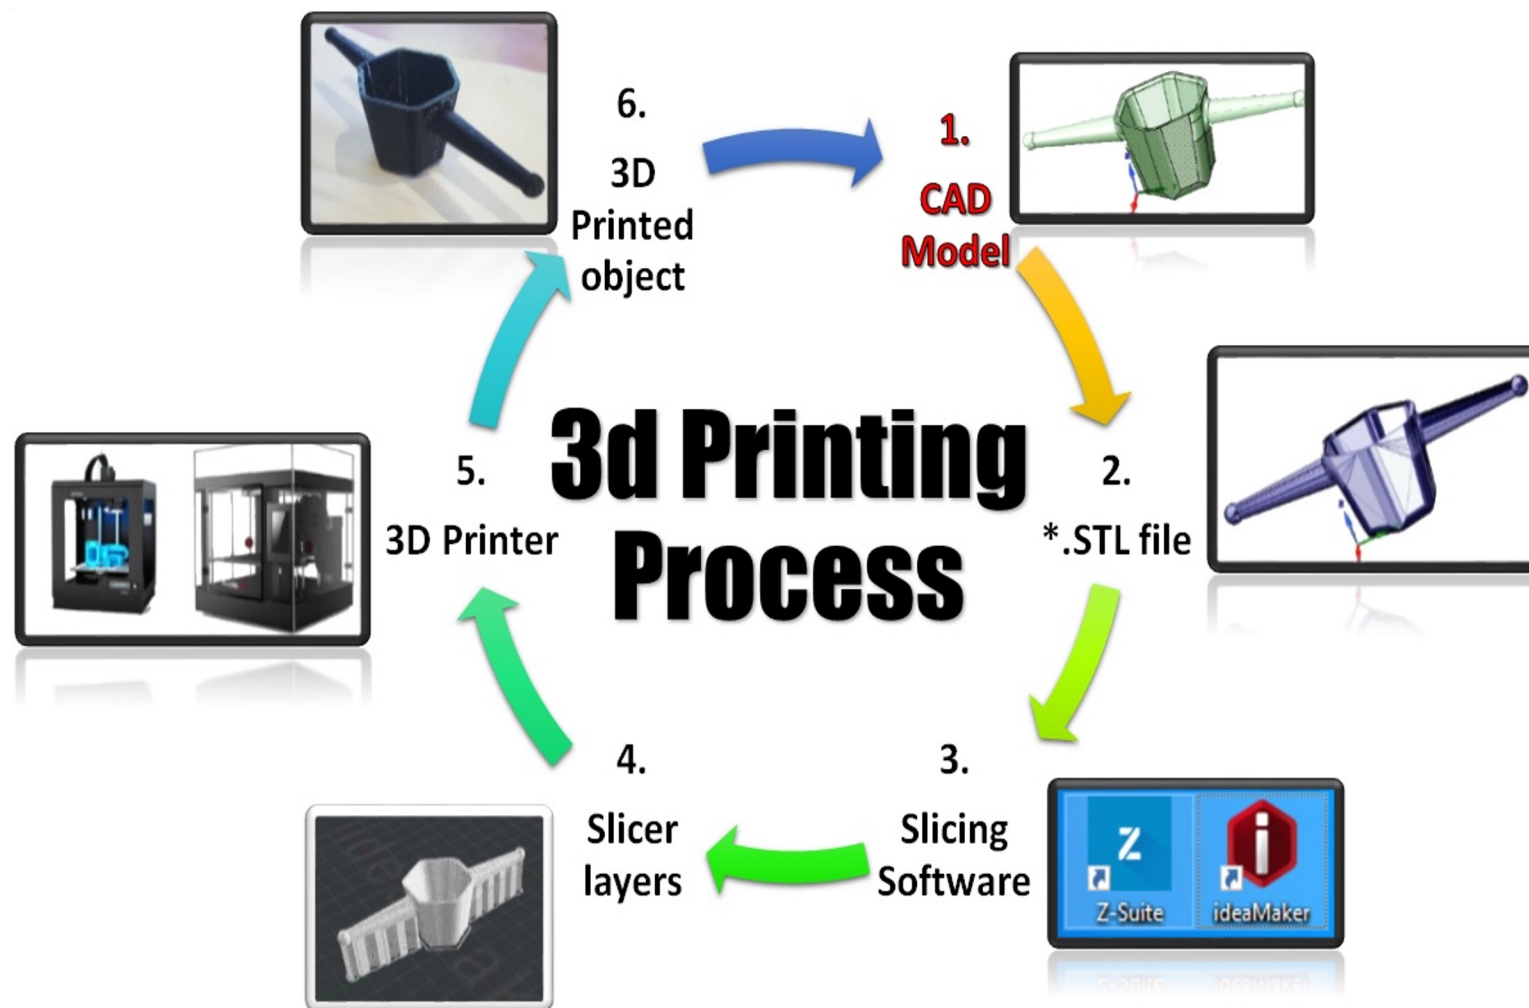 3d Printing
Process
1.
CAD
Model
2.
*.STL file
3.
Slicing
Software
Z
Z-Suite
i
ideaMaker
4.
Slicer
layers
5.
3D Printer
6.
3D
Printed
object